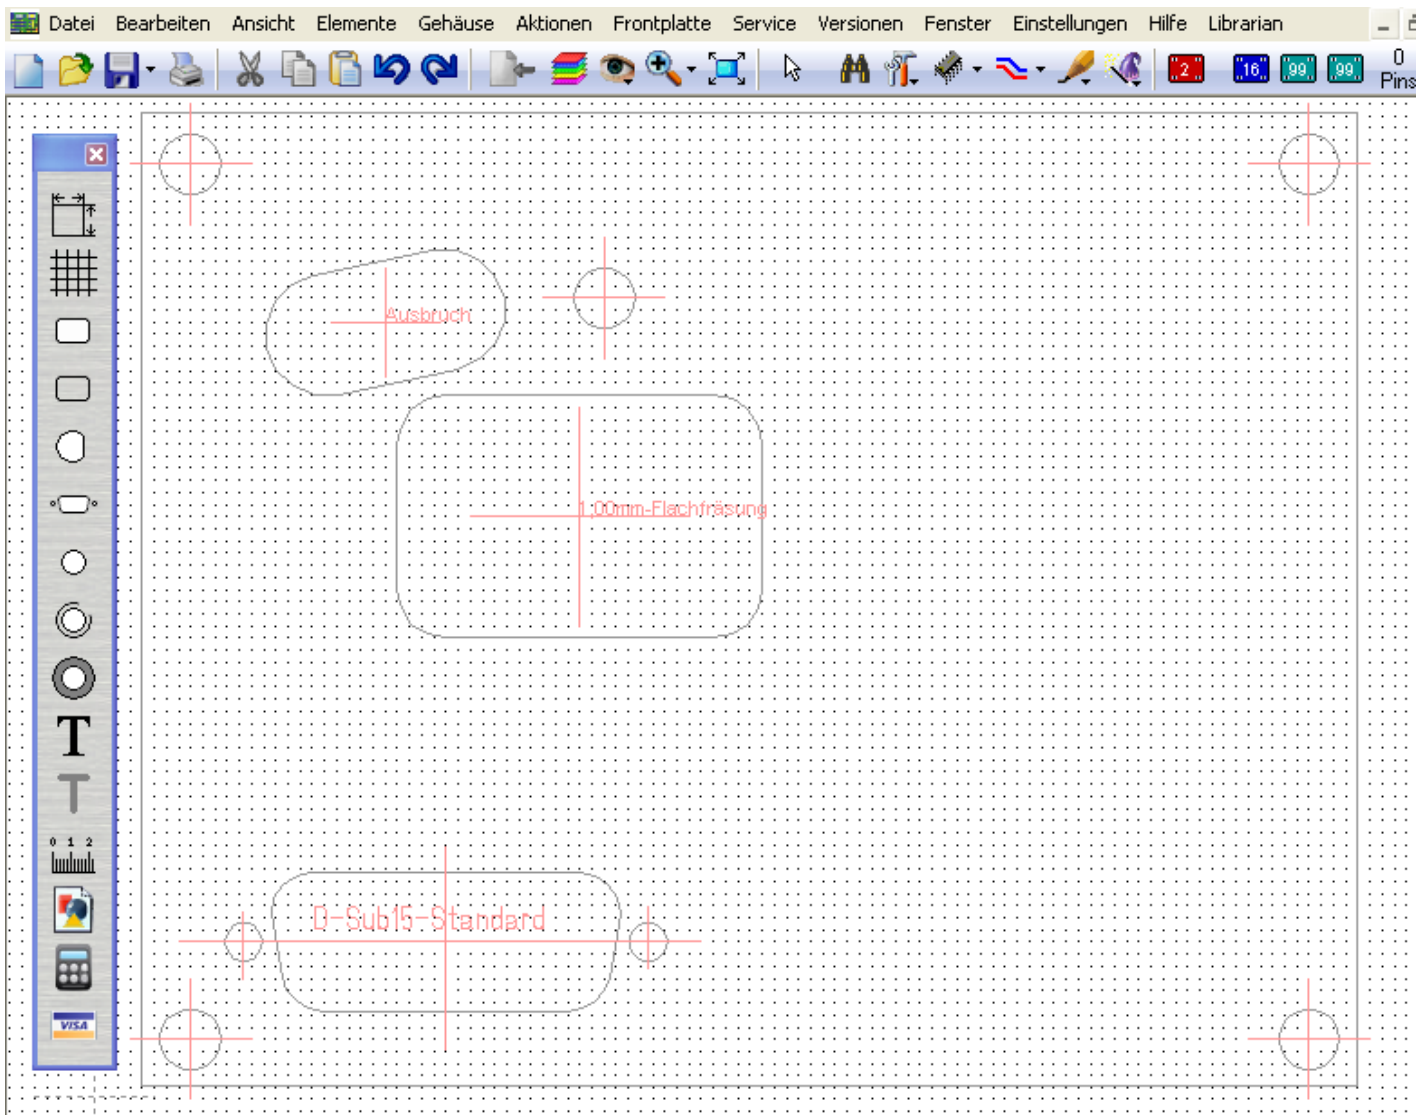 Datei Bearbeiten Ansicht Elemente Gehäuse Aktionen Frontplatte Service Versionen Fenster Einstellungen Hilfe Librarian
2 16 99 99 0
Pins
Ausbruch
1,00mm-Flachfräsung
T
T
0 1 2
D-Sub15-Standard
VISA